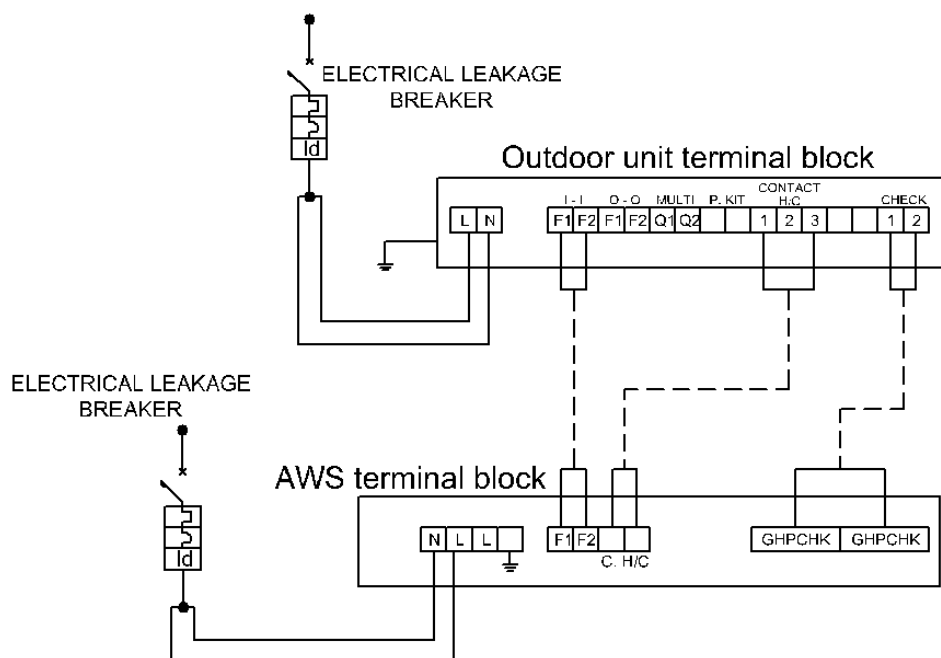 ELECTRICAL LEAKAGE
BREAKER
Id
Outdoor unit terminal block
I - I O - O MULTI P. KIT CONTACT
H/C CHECK
L N F1 F2 F1 F2 Q1 Q2 1 2 3 1 2
ELECTRICAL LEAKAGE
BREAKER
Id
AWS terminal block
N L L F1 F2 GHPCHK GHPCHK
C. H/C